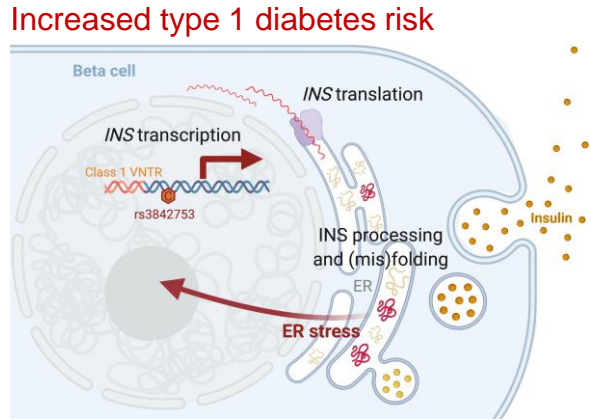 Increased type 1 diabetes risk
Beta cell
INS translation
INS transcription
Class 1 VNTR
C
rs3842753
Insulin
INS processing
and (mis)folding
ER
ER stress